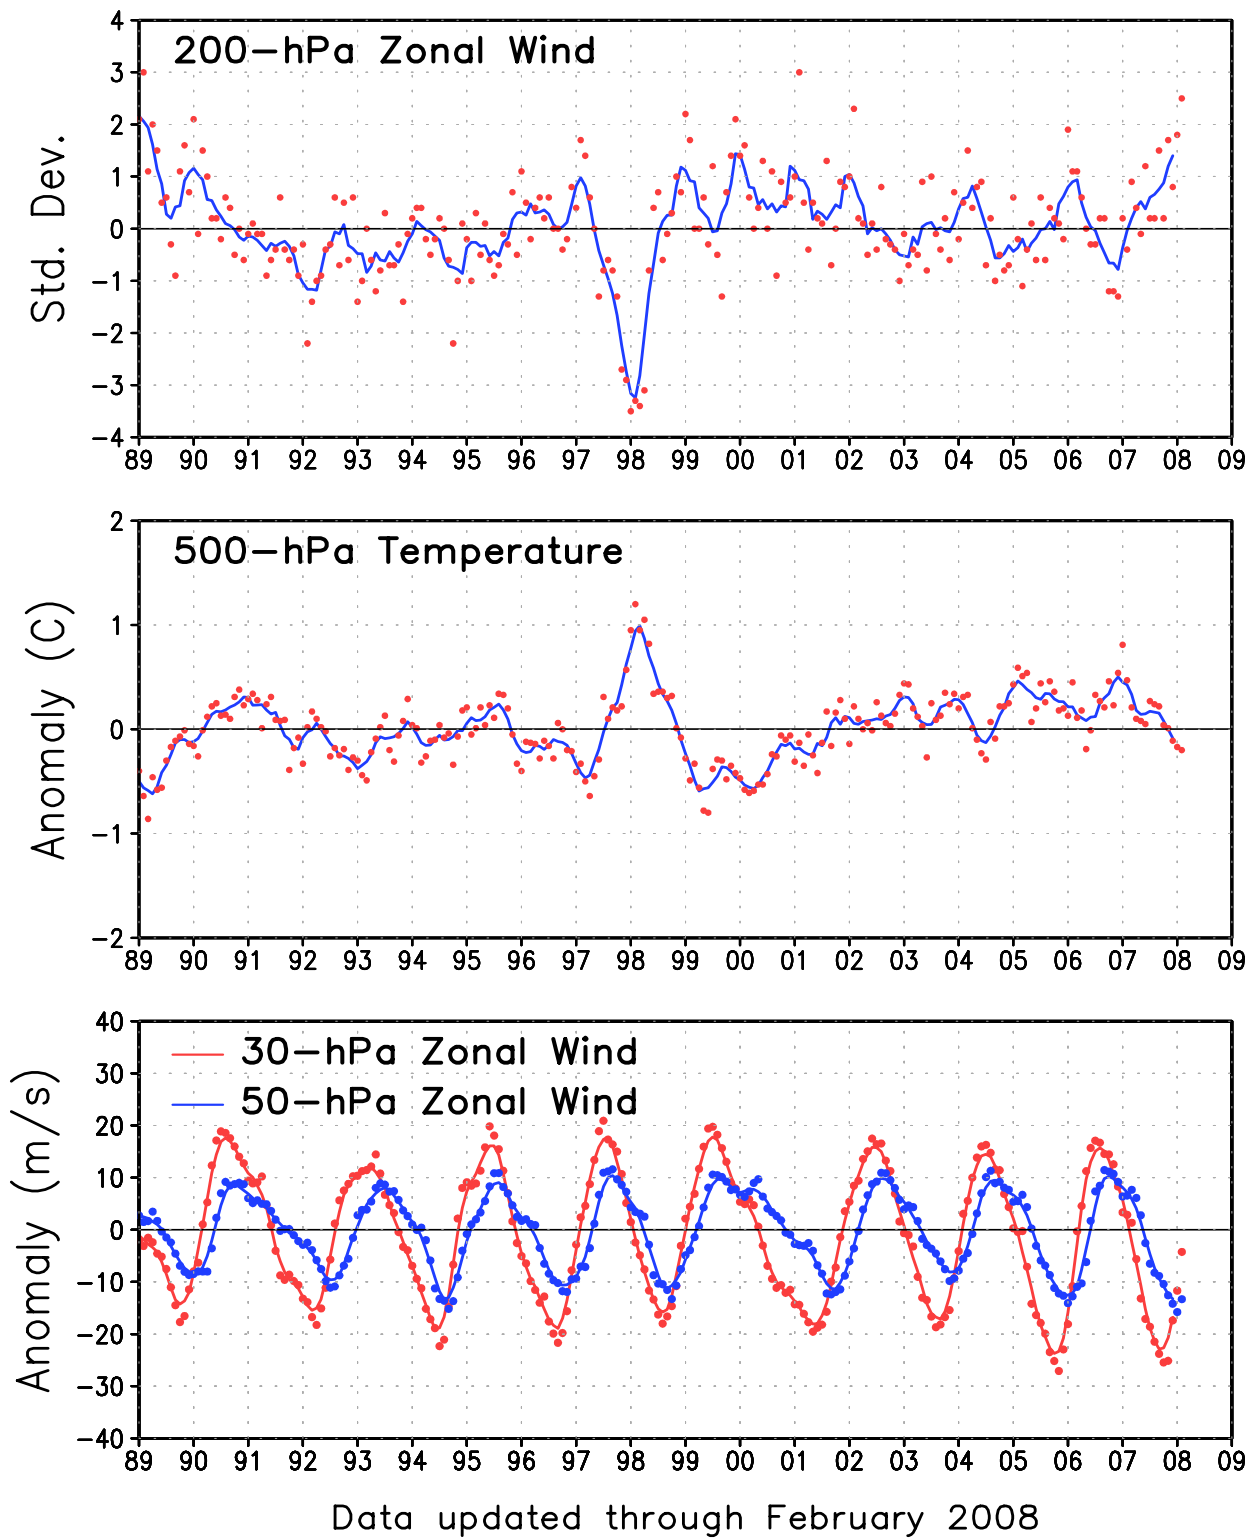 200-hPa Zonal Wind
Std. Dev.
4
3
2
1
0
-1
-2
-3
-4
89 90 91 92 93 94 95 96 97 98 99 00 01 02 03 04 05 06 07 08 09
500-hPa Temperature
Anomaly (C)
2
1
0
-1
-2
89 90 91 92 93 94 95 96 97 98 99 00 01 02 03 04 05 06 07 08 09
30-hPa Zonal Wind
50-hPa Zonal Wind
Anomaly (m/s)
40
30
20
10
0
-10
-20
-30
-40
89 90 91 92 93 94 95 96 97 98 99 00 01 02 03 04 05 06 07 08 09
Data updated through February 2008